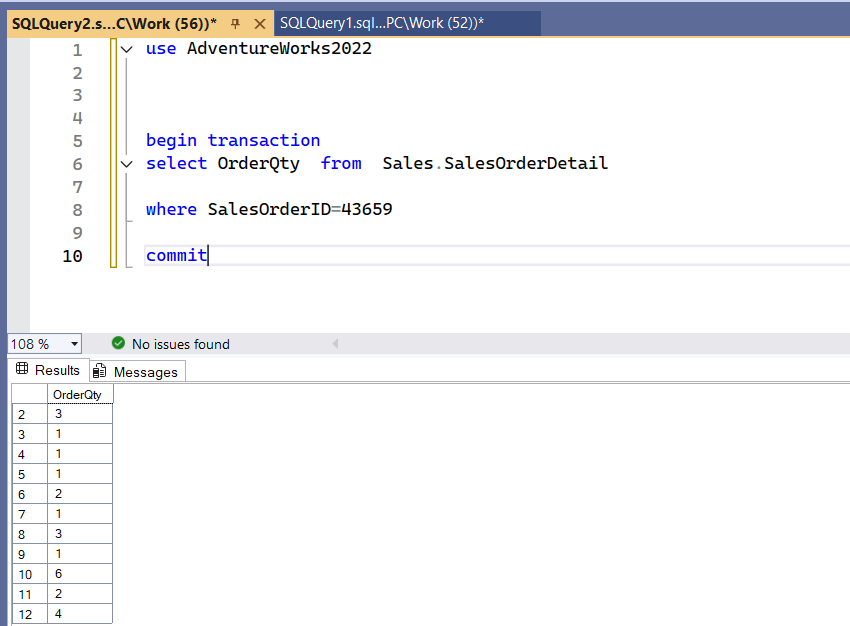 SQLQuery2.s...C\Work (56))* SQLQuery1.sql...PC\Work (52))*
1 use AdventureWorks2022
2
3
4
5 begin transaction
6 select OrderQty from Sales.SalesOrderDetail
7
8 where SalesOrderID=43659
9
10 commit
108 % No issues found
Results Messages
OrderQty
2 3
3 1
4 1
5 1
6 2
7 1
8 3
9 1
10 6
11 2
12 4